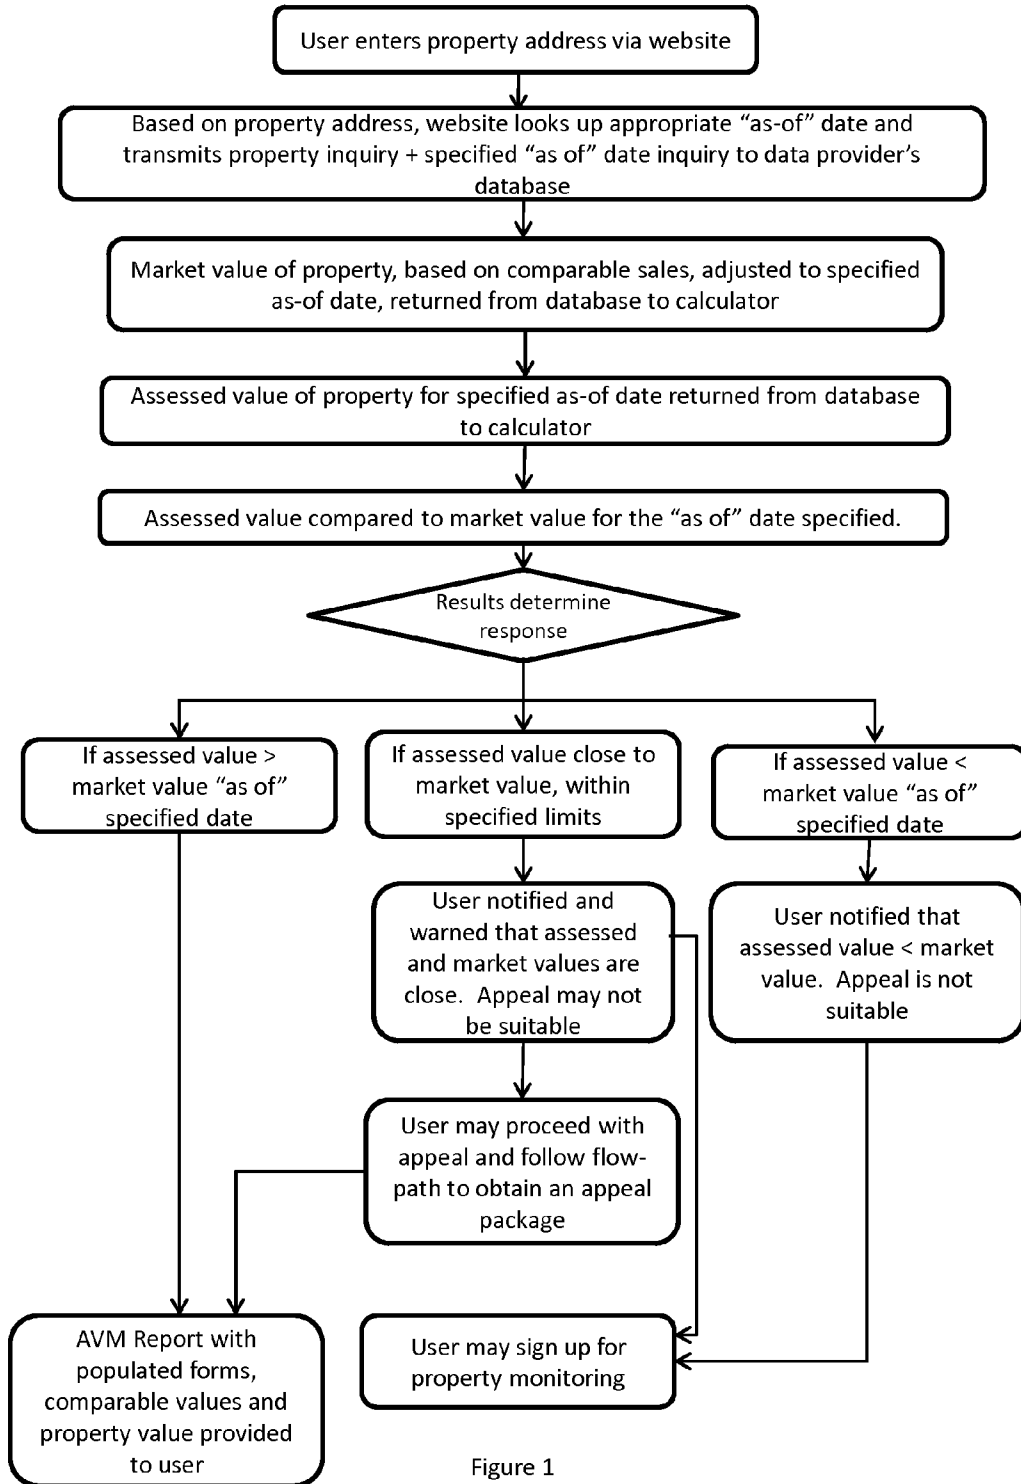 User enters property address via website
Based on property address, website looks up appropriate “as-of” date and
transmits property inquiry + specified “as of” date inquiry to data provider’s
database
Market value of property, based on comparable sales, adjusted to specified
as-of date, returned from database to calculator
Assessed value of property for specified as-of date returned from database
to calculator
Assessed value compared to market value for the “as of” date specified.
Results determine
response
If assessed value >
market value “as of”
specified date
If assessed value close to
market value, within
specified limits
If assessed value <
market value “as of”
specified date
User notified and
warned that assessed
and market values are
close.  Appeal may not
be suitable
User notified that
assessed value < market
value.  Appeal is not
suitable
User may proceed with
appeal and follow flow-
path to obtain an appeal
package
AVM Report with
populated forms,
comparable values and
property value provided
to user
User may sign up for
property monitoring
Figure 1